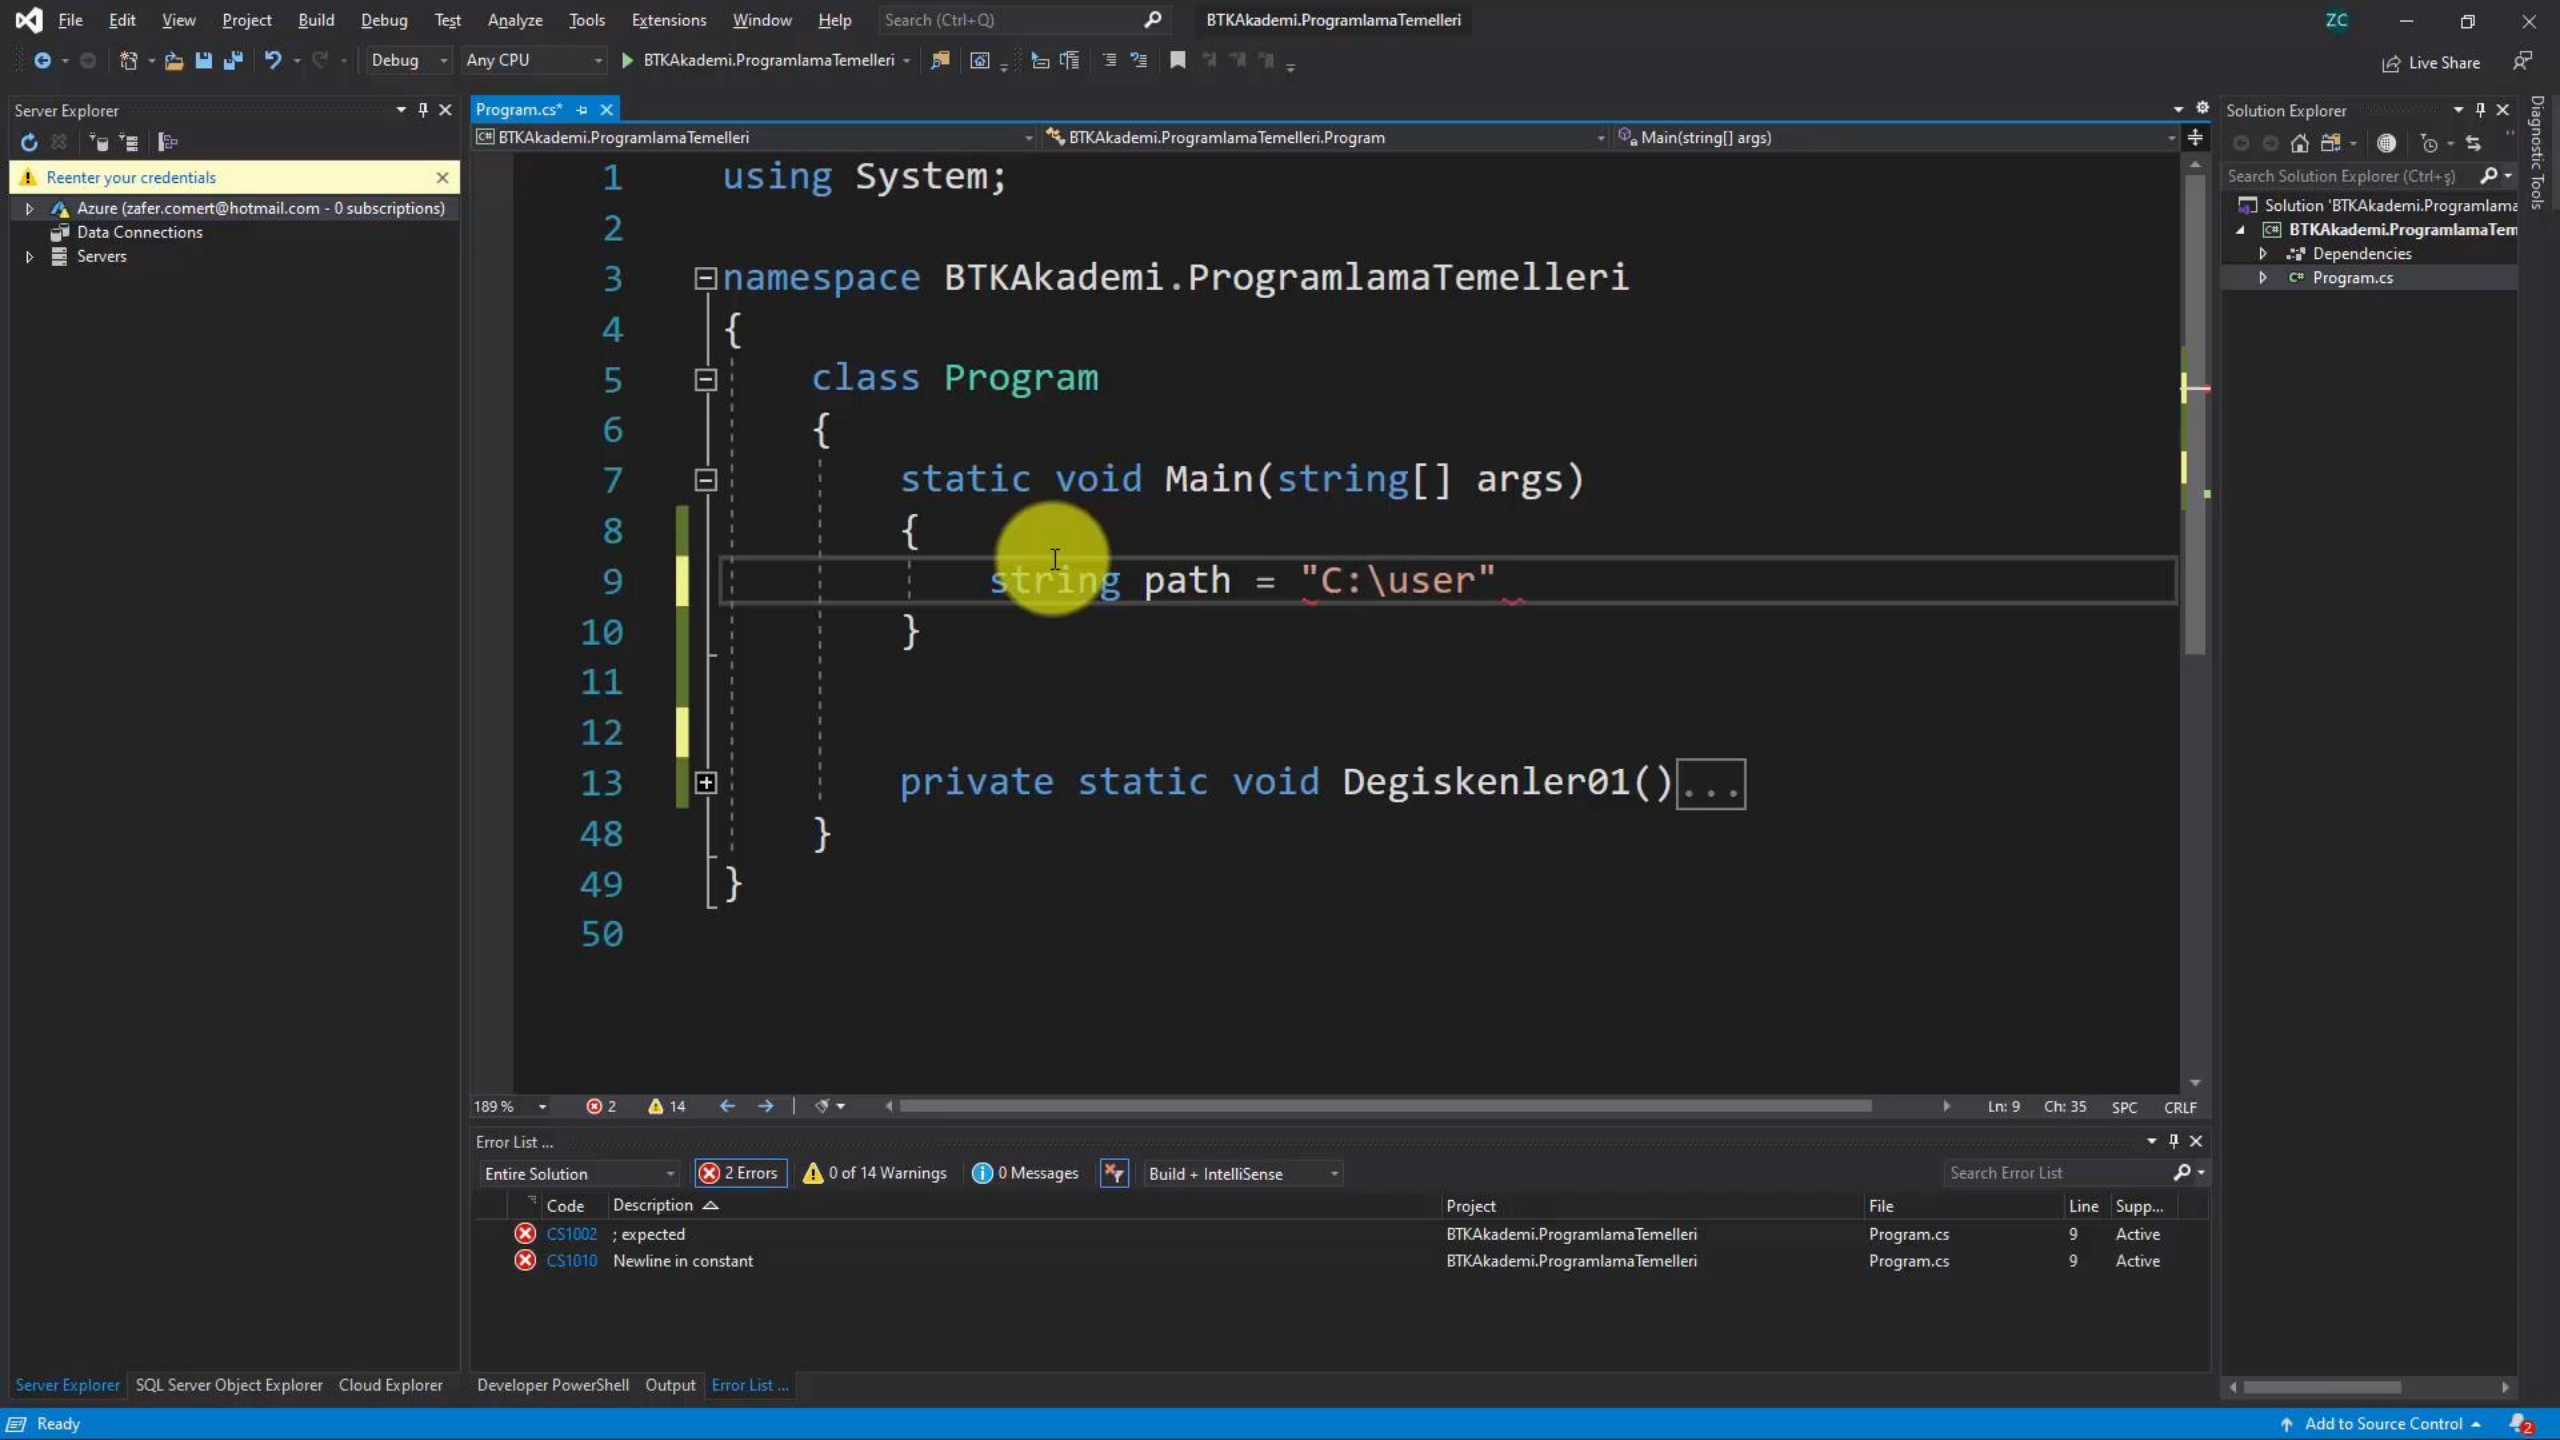 File Edit View Project Build Debug Test Analyze Tools Extensions Window Help Search (Ctrl+Q) BTKAkademi.ProgramlamaTemelleri ZC
Debug Any CPU BTKAkademi.ProgramlamaTemelleri Live Share
Server Explorer
Reenter your credentials
Azure (zafer.comert@hotmail.com - 0 subscriptions)
Data Connections
Servers
Program.cs*
BTKAkademi.ProgramlamaTemelleri BTKAkademi.ProgramlamaTemelleri.Program Main(string[] args)
1 using System;
2
3 namespace BTKAkademi.ProgramlamaTemelleri
4 {
5 class Program
6 {
7 static void Main(string[] args)
8 {
9 string path = "C:\user"
10 }
11
12
13 private static void Degiskenler01()...
48 }
49 }
50
189 % 2 14 Ln: 9 Ch: 35 SPC CRLF
Error List ...
Entire Solution 2 Errors 0 of 14 Warnings 0 Messages Build + IntelliSense Search Error List
Code Description Project File Line Supp...
CS1002 ; expected BTKAkademi.ProgramlamaTemelleri Program.cs 9 Active
CS1010 Newline in constant BTKAkademi.ProgramlamaTemelleri Program.cs 9 Active
Server Explorer SQL Server Object Explorer Cloud Explorer Developer PowerShell Output Error List ...
Solution Explorer
Search Solution Explorer (Ctrl+ş)
Solution 'BTKAkademi.Programlama
BTKAkademi.ProgramlamaTem
Dependencies
C# Program.cs
Diagnostic Tools
Ready Add to Source Control 2